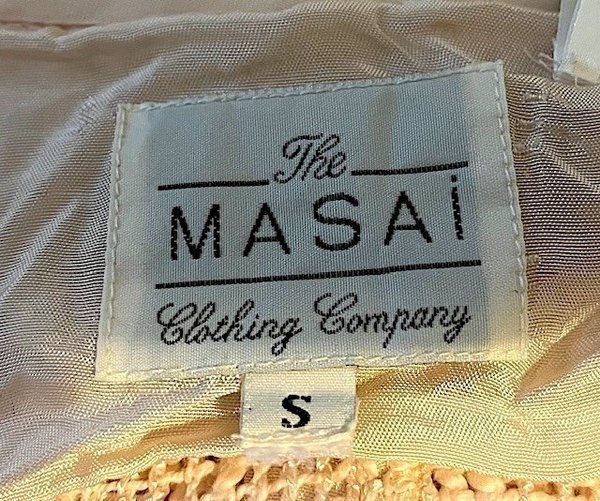 The
MASAi
Clothing Company
S